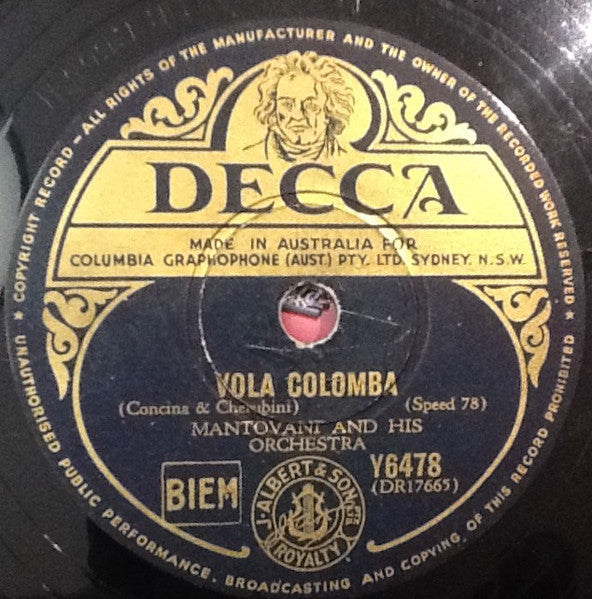 ★ COPYRIGHT RECORD — ALL RIGHTS OF THE MANUFACTURER AND THE OWNER OF THE RECORDED WORK RESERVED ★
DECCA
MADE IN AUSTRALIA FOR
COLUMBIA GRAPHOPHONE (AUST) PTY. LTD. SYDNEY, N.S.W.
VOLA COLOMBA
(Concina & Cherubini) (Speed 78)
MANTOVANI AND HIS
ORCHESTRA
Y6478
(DR17665)
BIEM
J. ALBERT & SON
ROYALTY
UNAUTHORISED PUBLIC PERFORMANCE, BROADCASTING AND COPYING OF THIS RECORD PROHIBITED